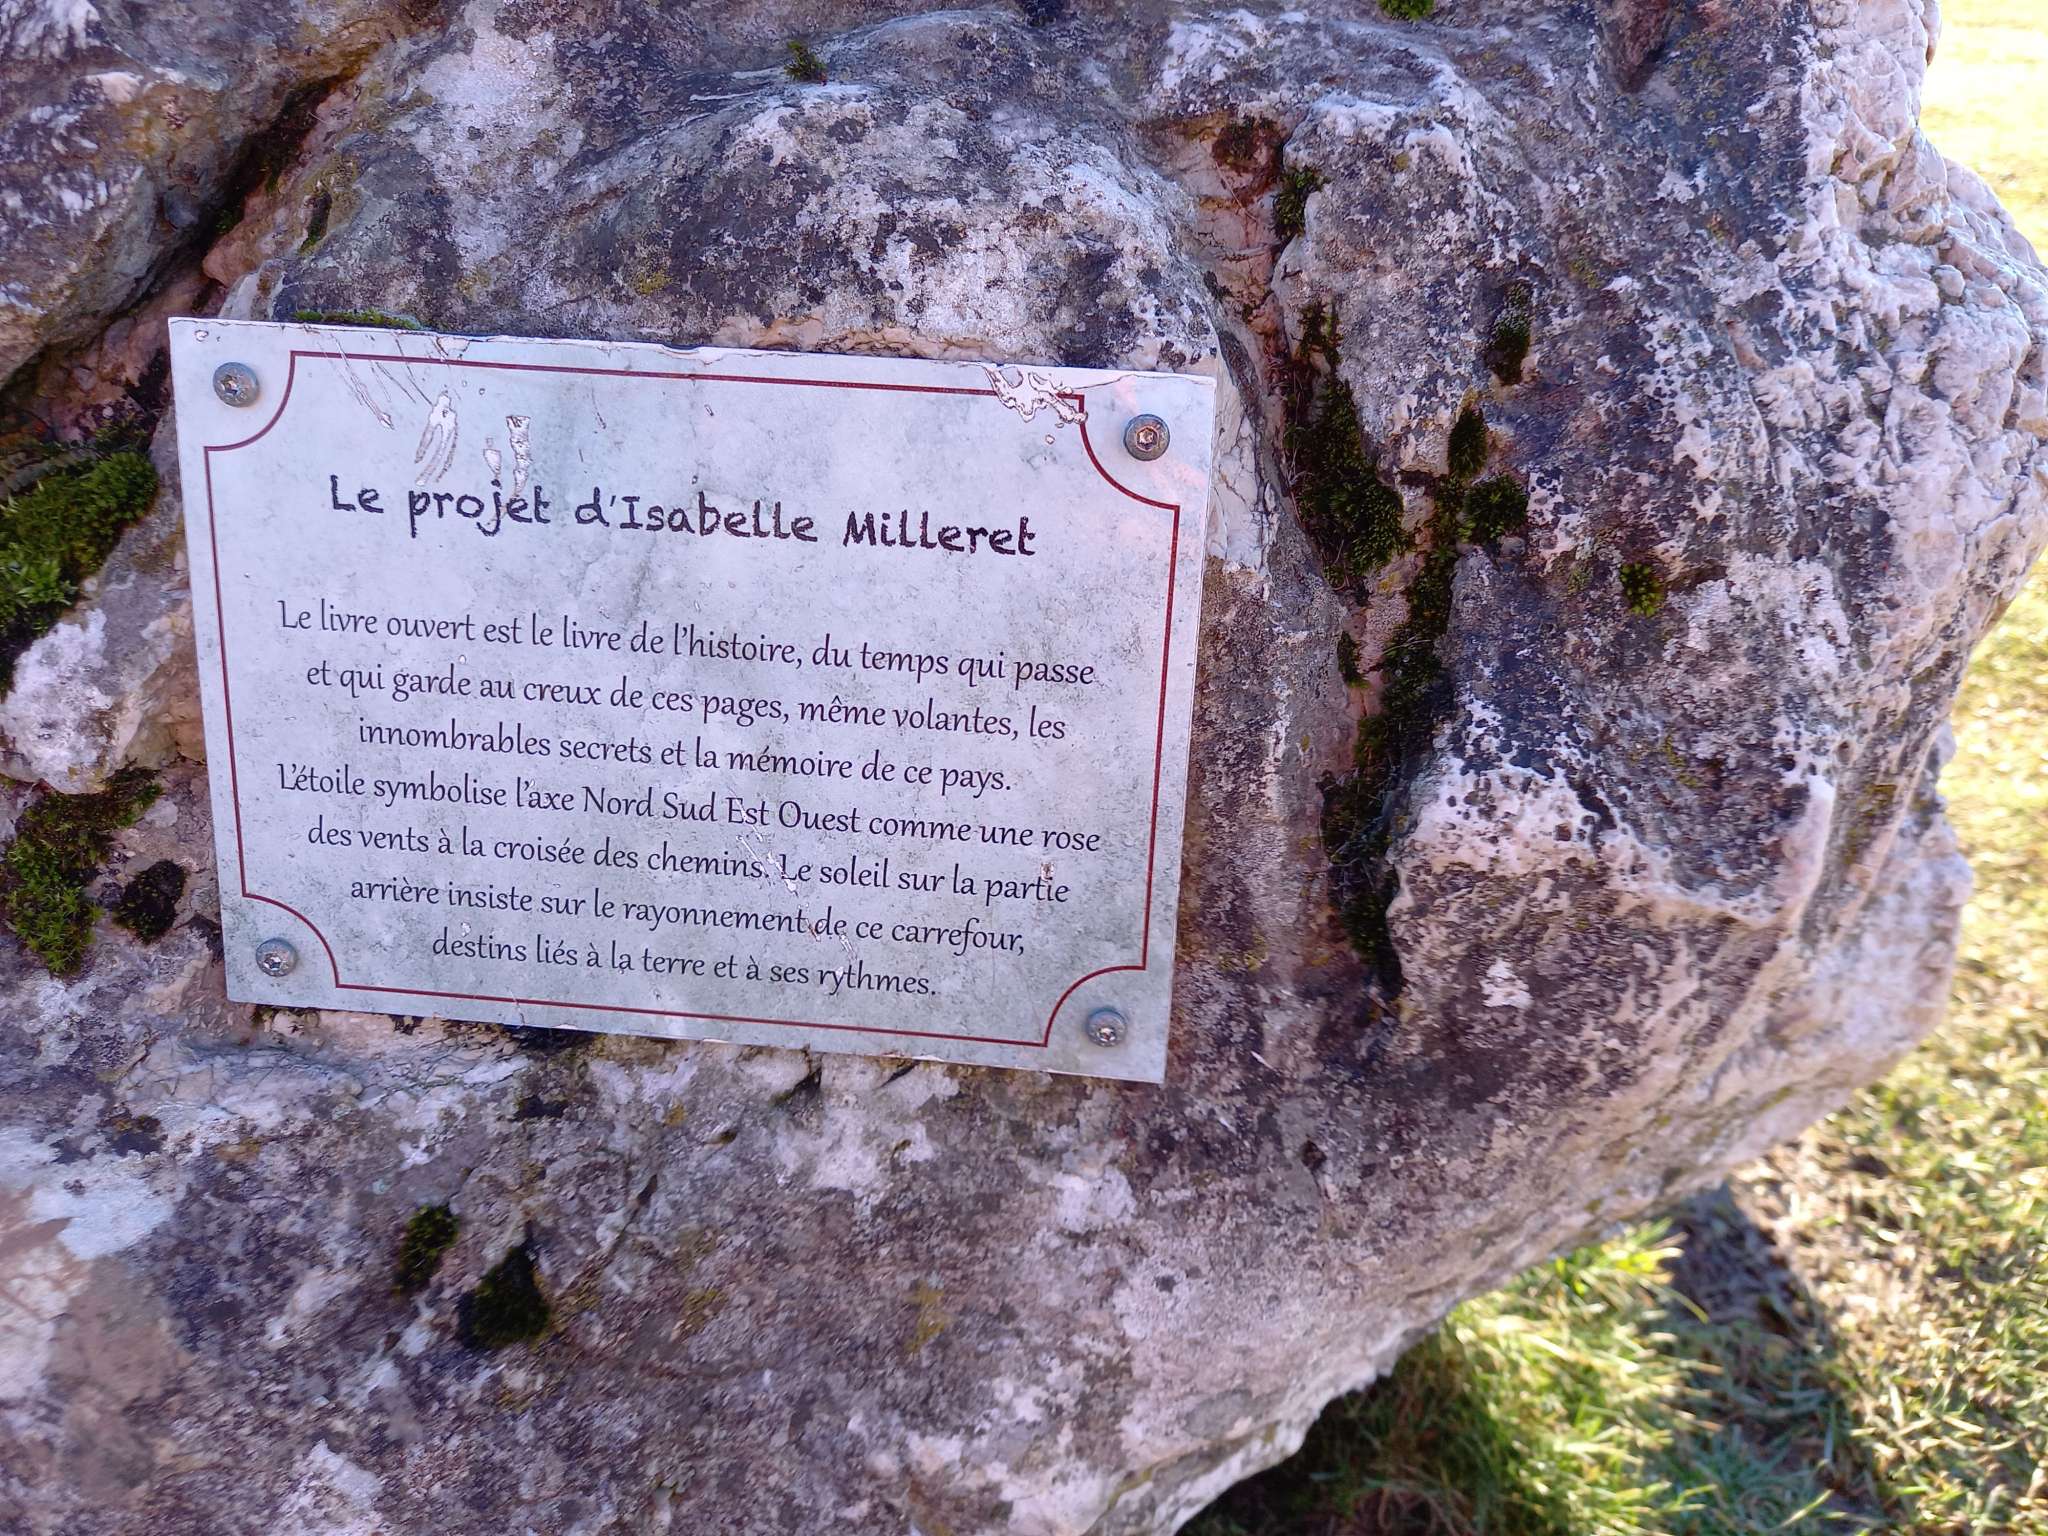 Le projet d'Isabelle Milleret
Le livre ouvert est le livre de l'histoire, du temps qui passe
et qui garde au creux de ces pages, même volantes, les
innombrables secrets et la mémoire de ce pays.
L'étoile symbolise l'axe Nord Sud Est Ouest comme une rose
des vents à la croisée des chemins. Le soleil sur la partie
arrière insiste sur le rayonnement de ce carrefour,
destins liés à la terre et à ses rythmes.